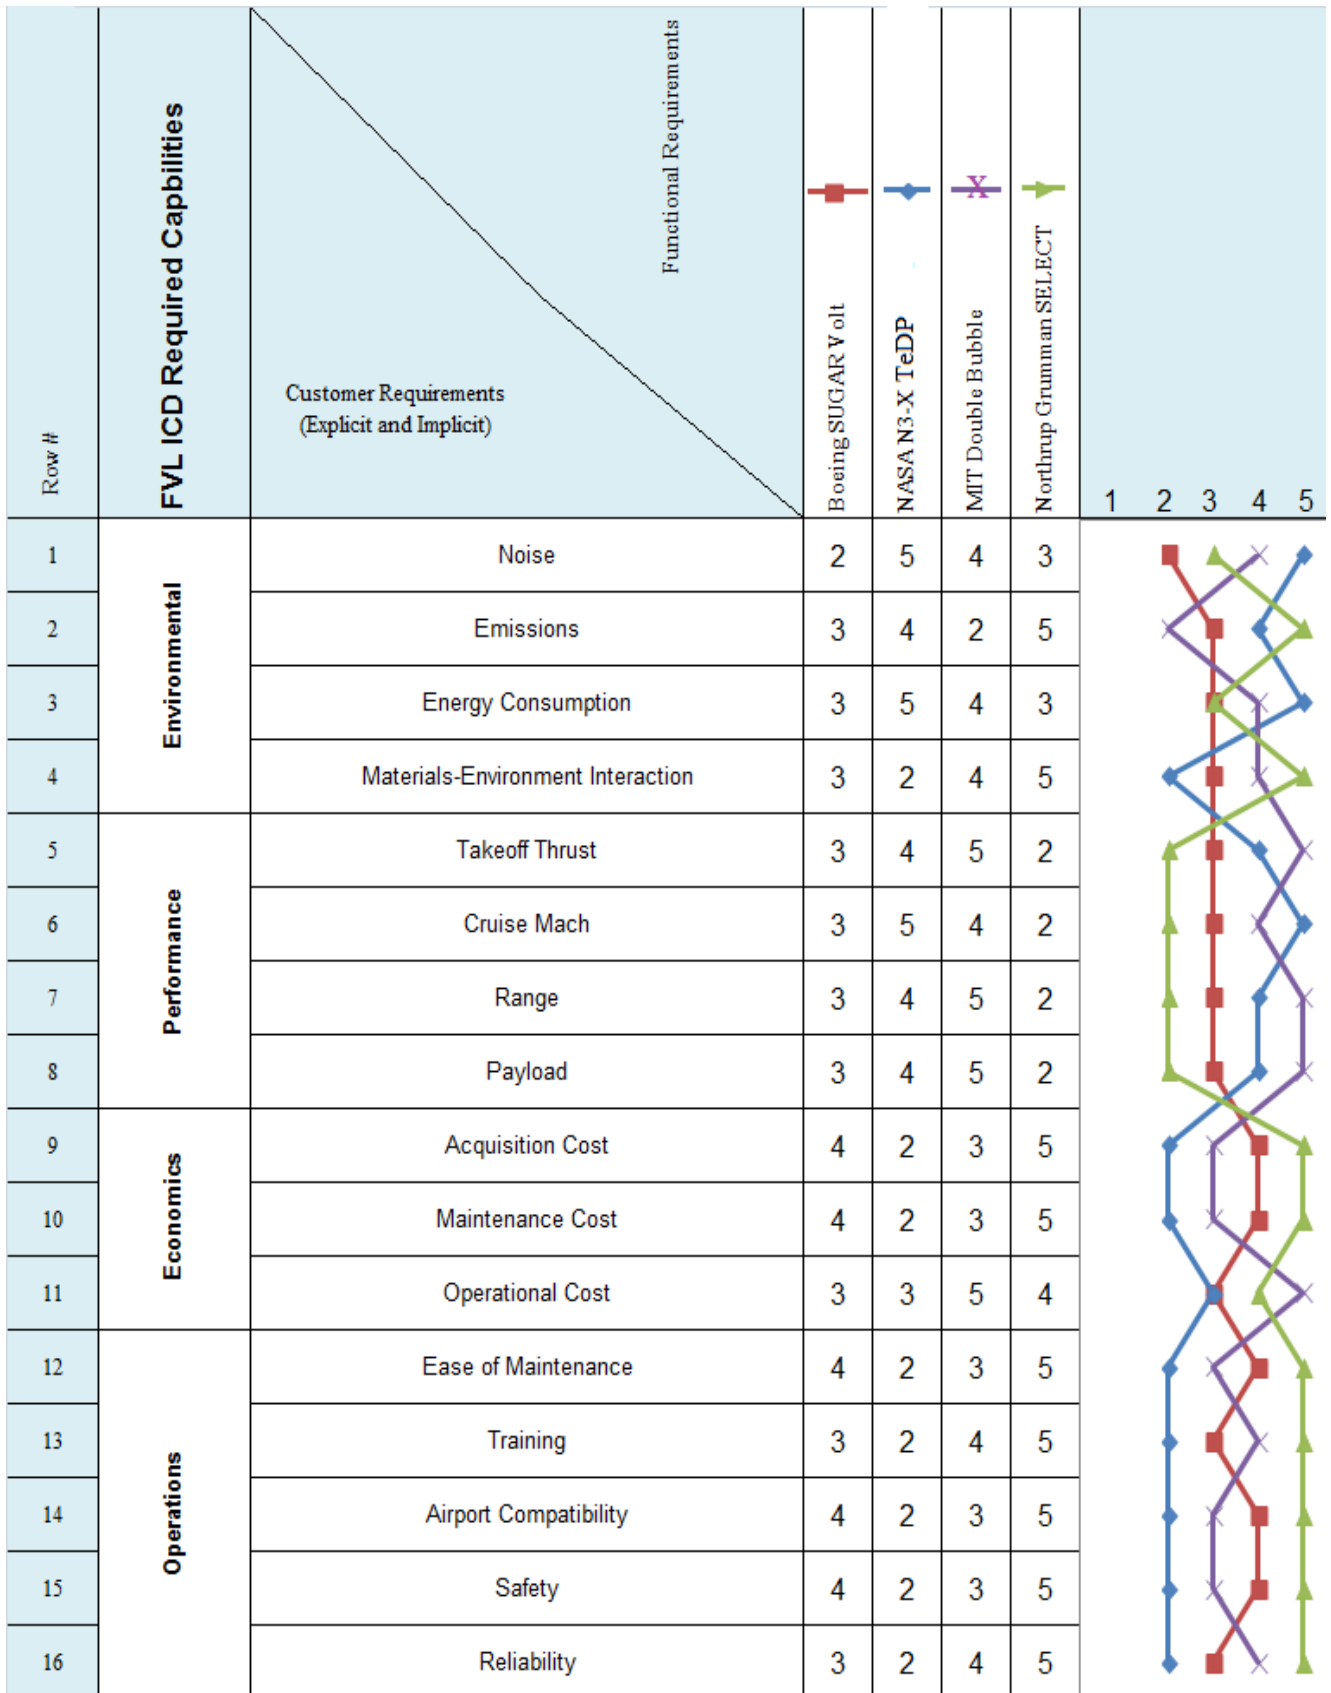 Row #
FVL ICD Required Capbilities
Functional Requirements
Customer Requirements
(Explicit and Implicit)
Boeing SUGAR Volt
NASA N3-X TeDP
X
MIT Double Bubble
Northrup Grumman SELECT
1 2 3 4 5
Environmental
1 Noise 2 5 4 3
2 Emissions 3 4 2 5
3 Energy Consumption 3 5 4 3
4 Materials-Environment Interaction 3 2 4 5
Performance
5 Takeoff Thrust 3 4 5 2
6 Cruise Mach 3 5 4 2
7 Range 3 4 5 2
8 Payload 3 4 5 2
Economics
9 Acquisition Cost 4 2 3 5
10 Maintenance Cost 4 2 3 5
11 Operational Cost 3 3 5 4
Operations
12 Ease of Maintenance 4 2 3 5
13 Training 3 2 4 5
14 Airport Compatibility 4 2 3 5
15 Safety 4 2 3 5
16 Reliability 3 2 4 5